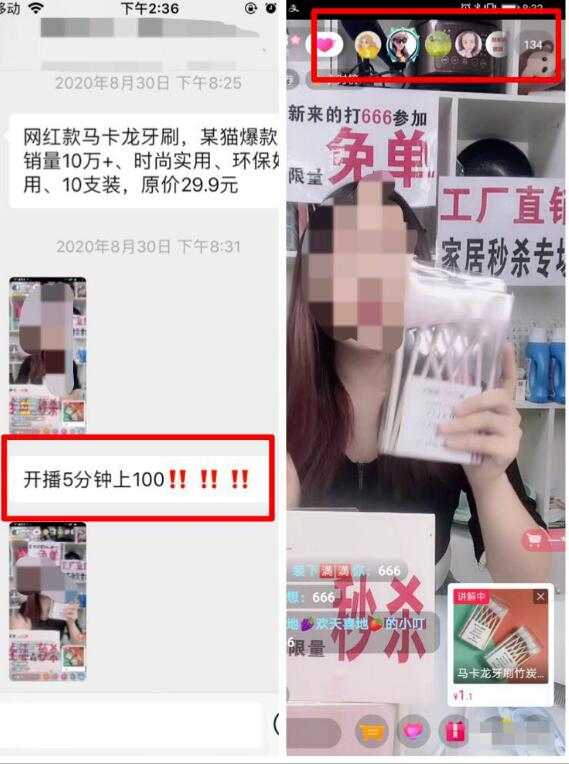 移动
下午2:36
2020年8月30日 下午8:25
网红款马卡龙牙刷，某猫爆款
销量10万+、时尚实用、环保好
用、10支装，原价29.9元
2020年8月30日 下午8:31
开播5分钟上100‼️ ‼️ ‼️
134
新来的打666参加
限量
免单
工厂直销
家居秒杀专场
装下🈵🈵你：666
想：666
地🍆欢天喜地🍑的小叮
秒杀
限量
讲解中
马卡龙牙刷竹炭...
¥1.1